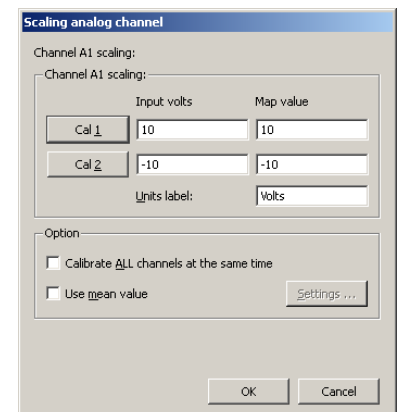 Scaling analog channel
Channel A1 scaling:
Channel A1 scaling:
Input volts Map value
Cal 1 10 10
Cal 2 -10 -10
Units label: Volts
Option
Calibrate ALL channels at the same time
Use mean value Settings ...
OK Cancel